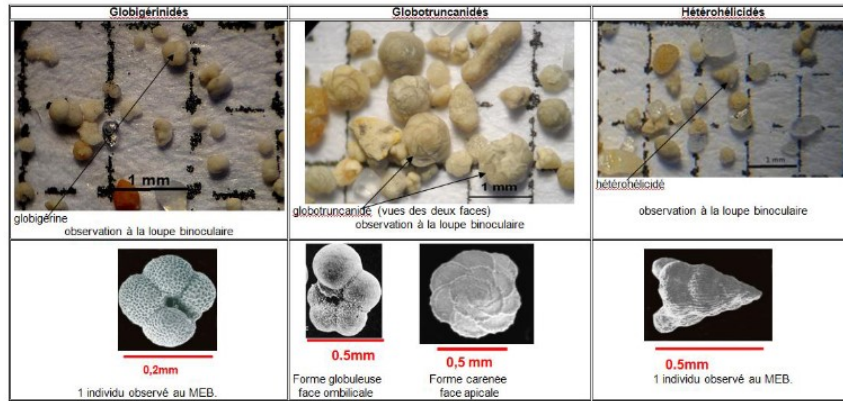 Globigérinidés
Globotruncanidés
Hétérohélicidés
1 mm
globigérine
observation à la loupe binoculaire
1 mm
globotruncanidé (vues des deux faces)
observation à la loupe binoculaire
1 mm
hétérohélicidé
observation à la loupe binoculaire
0,2mm
1 individu observé au MEB.
0.5mm
Forme globuleuse
face ombilicale
0,5 mm
Forme carénée
face apicale
0.5mm
1 individu observé au MEB.